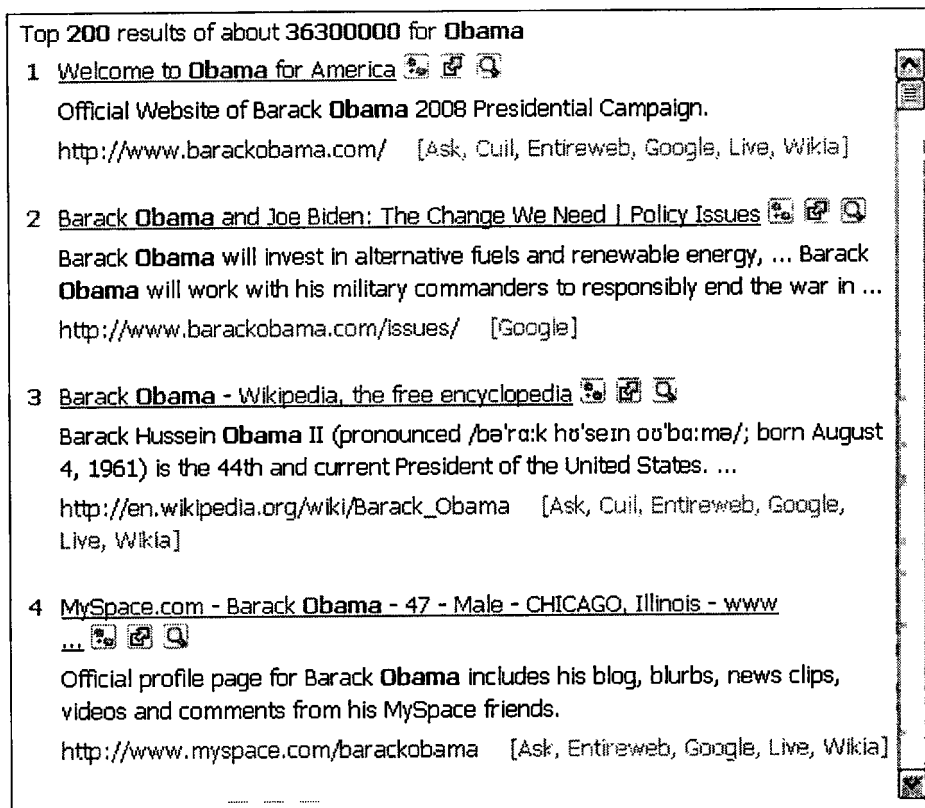 Top 200 results of about 36300000 for Obama
1 Welcome to Obama for America
Official Website of Barack Obama 2008 Presidential Campaign.
http://www.barackobama.com/ [Ask, Cuil, Entireweb, Google, Live, Wikia]
2 Barack Obama and Joe Biden: The Change We Need | Policy Issues
Barack Obama will invest in alternative fuels and renewable energy, ... Barack
Obama will work with his military commanders to responsibly end the war in ...
http://www.barackobama.com/issues/ [Google]
3 Barack Obama - Wikipedia, the free encyclopedia
Barack Hussein Obama II (pronounced /bə'rɑ:k hʊ'seɪn oʊ'bɑ:mə/; born August
4, 1961) is the 44th and current President of the United States. ...
http://en.wikipedia.org/wiki/Barack_Obama [Ask, Cuil, Entireweb, Google,
Live, Wikia]
4 MySpace.com - Barack Obama - 47 - Male - CHICAGO, Illinois - www
...
Official profile page for Barack Obama includes his blog, blurbs, news clips,
videos and comments from his MySpace friends.
http://www.myspace.com/barackobama [Ask, Entireweb, Google, Live, Wikia]